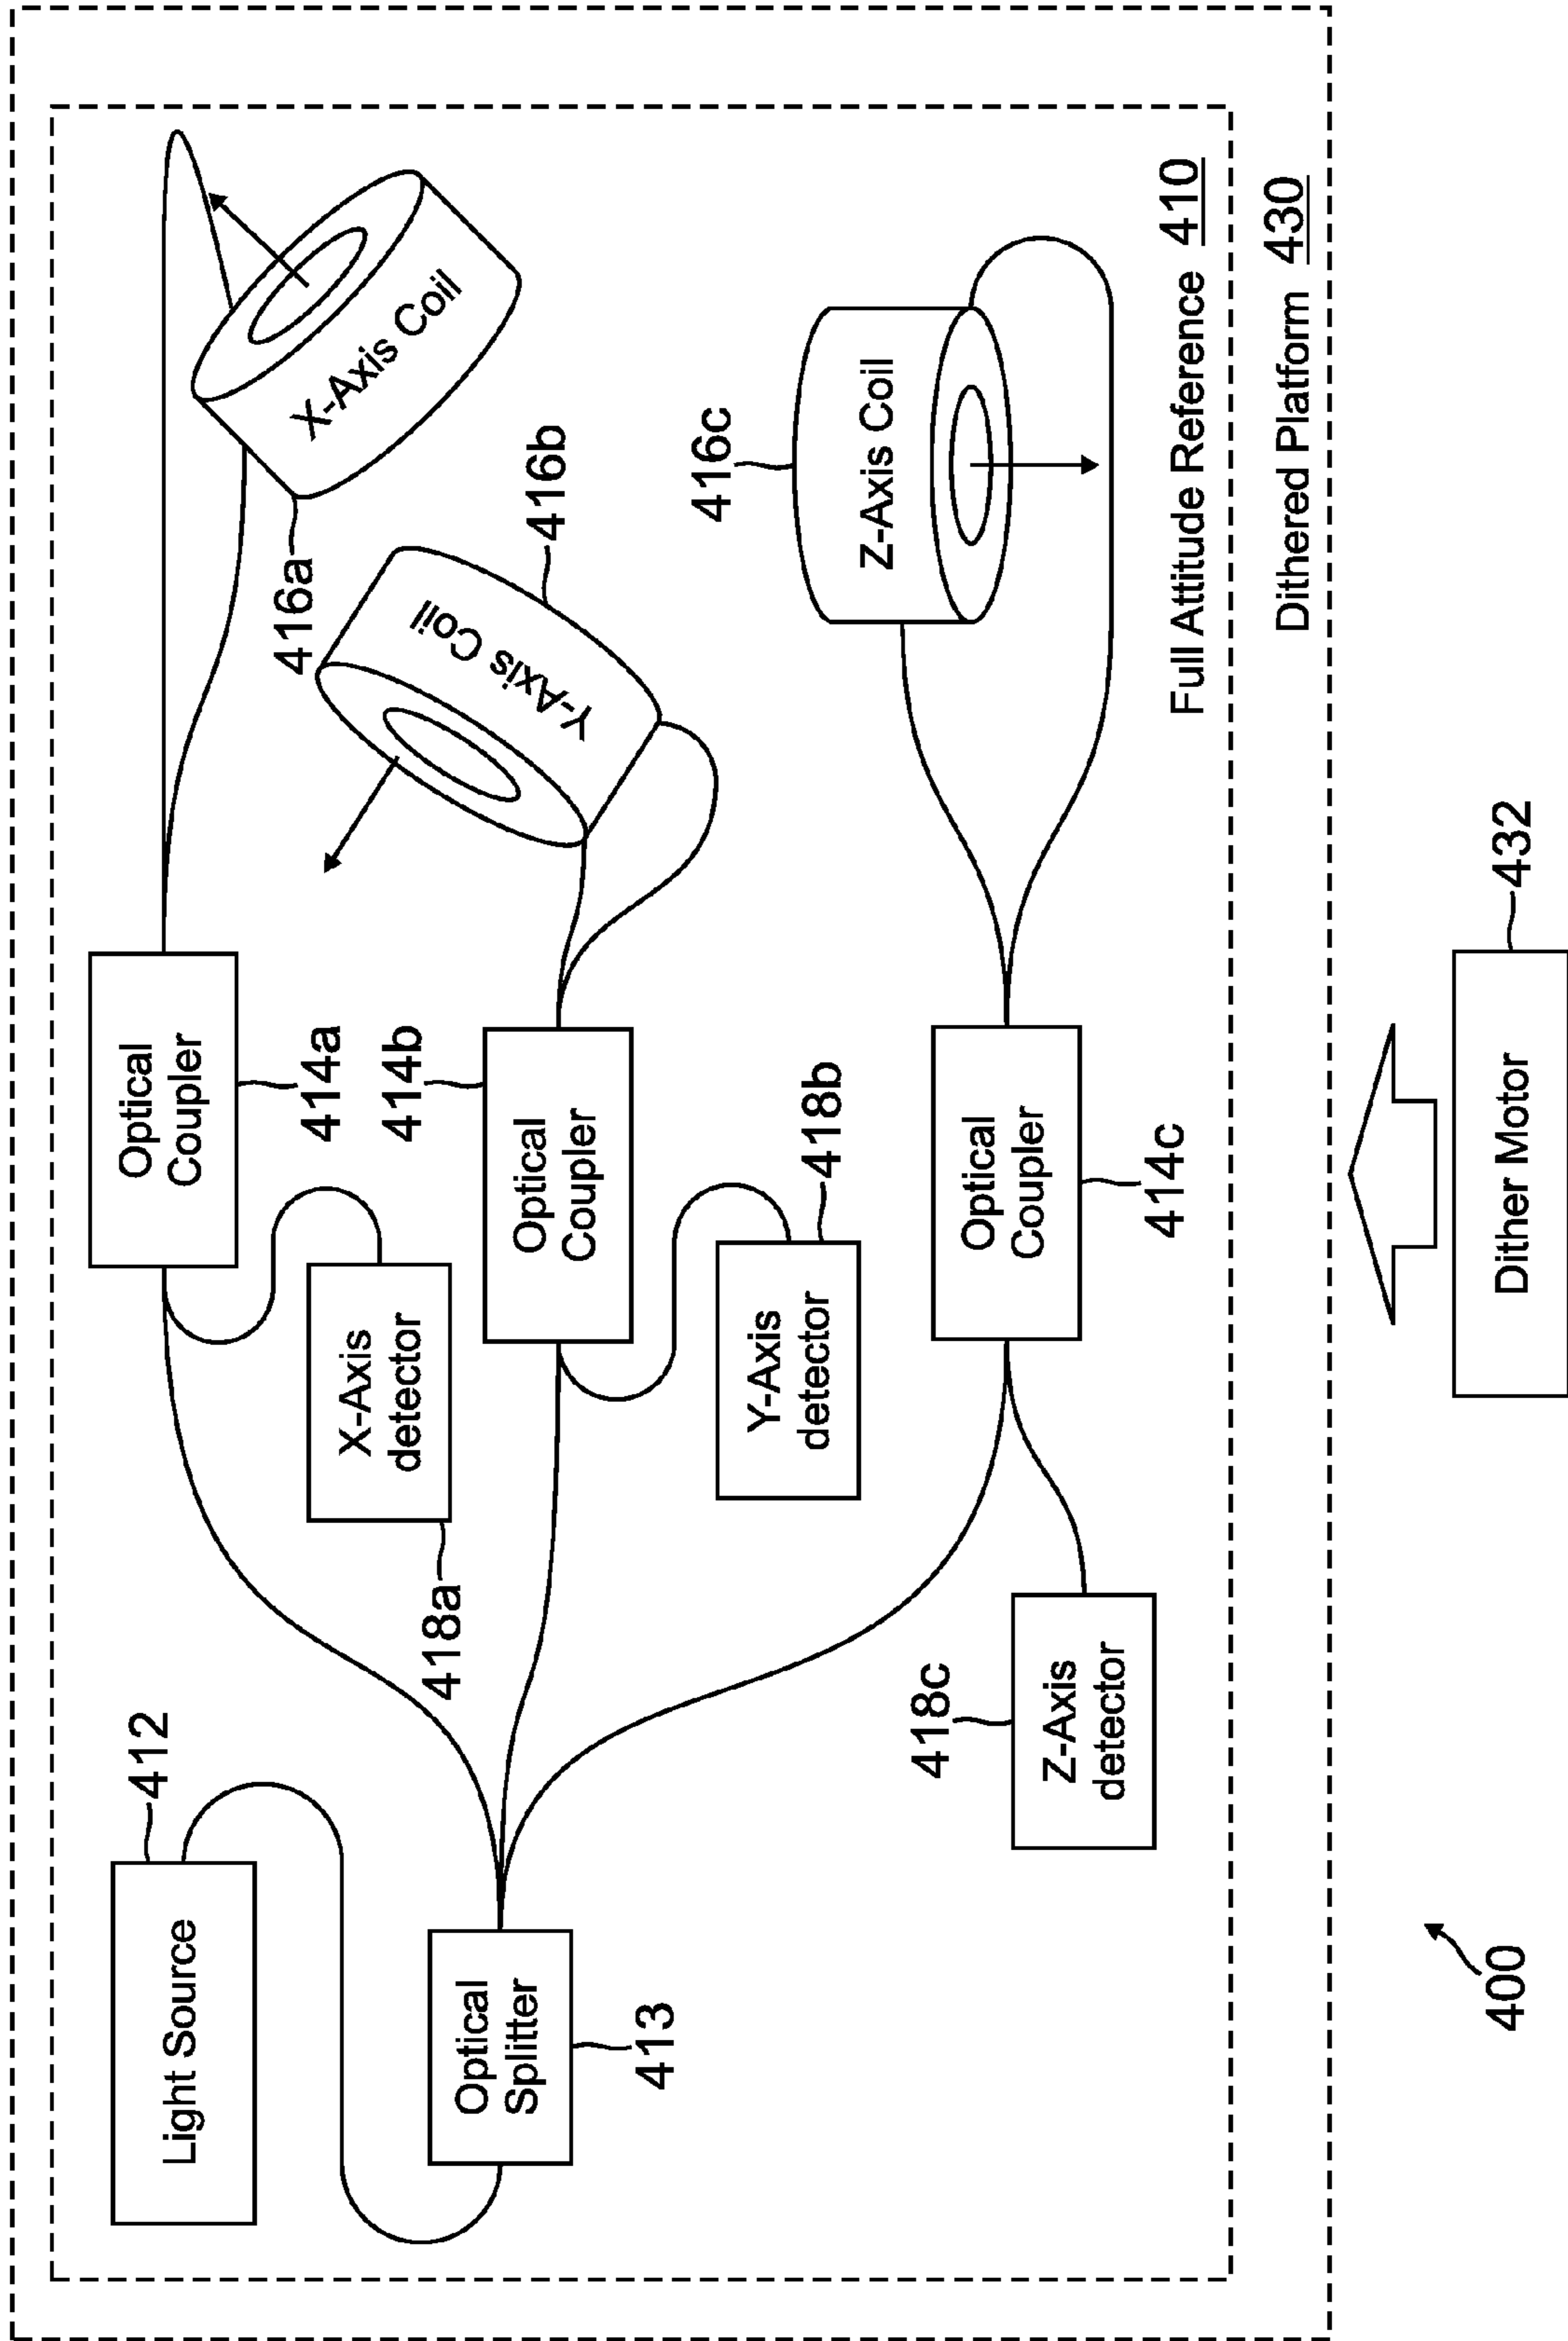 Light Source
412
Optical
Splitter
413
Optical
Coupler
414a
X-Axis
detector
418a
X-Axis Coil
416a
Optical
Coupler
414b
Y-Axis
detector
418b
Y-Axis Coil
416b
Optical
Coupler
414c
Z-Axis
detector
418c
Z-Axis Coil
416c
Full Attitude Reference 410
Dithered Platform 430
Dither Motor
432
400